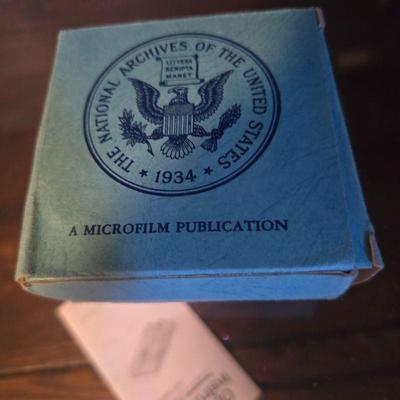 THE NATIONAL ARCHIVES OF THE UNITED STATES
LITTERA
SCRIPTA
MANET
★ 1934 ★
A MICROFILM PUBLICATION